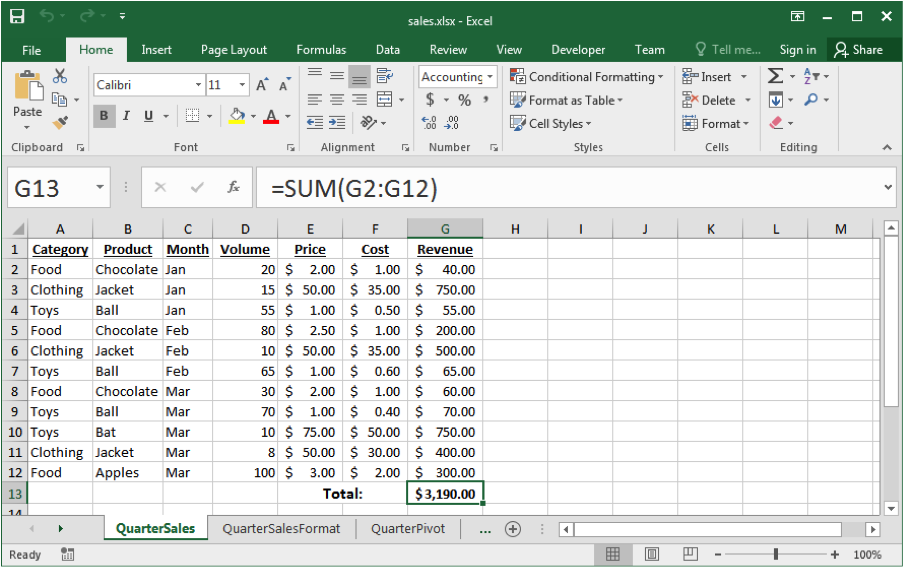 sales.xlsx - Excel
File Home Insert Page Layout Formulas Data Review View Developer Team Tell me... Sign in Share
Calibri 11 Accounting Conditional Formatting Insert
Paste B I U $ % Format as Table Delete
Cell Styles Format
Clipboard Font Alignment Number Styles Cells Editing
G13 fx =SUM(G2:G12)
A B C D E F G H I J K L M
1 Category Product Month Volume Price Cost Revenue
2 Food Chocolate Jan 20 $ 2.00 $ 1.00 $ 40.00
3 Clothing Jacket Jan 15 $ 50.00 $ 35.00 $ 750.00
4 Toys Ball Jan 55 $ 1.00 $ 0.50 $ 55.00
5 Food Chocolate Feb 80 $ 2.50 $ 1.00 $ 200.00
6 Clothing Jacket Feb 10 $ 50.00 $ 35.00 $ 500.00
7 Toys Ball Feb 65 $ 1.00 $ 0.60 $ 65.00
8 Food Chocolate Mar 30 $ 2.00 $ 1.00 $ 60.00
9 Toys Ball Mar 70 $ 1.00 $ 0.40 $ 70.00
10 Toys Bat Mar 10 $ 75.00 $ 50.00 $ 750.00
11 Clothing Jacket Mar 8 $ 50.00 $ 30.00 $ 400.00
12 Food Apples Mar 100 $ 3.00 $ 2.00 $ 300.00
13 Total: $3,190.00
14
QuarterSales QuarterSalesFormat QuarterPivot ...
Ready 100%